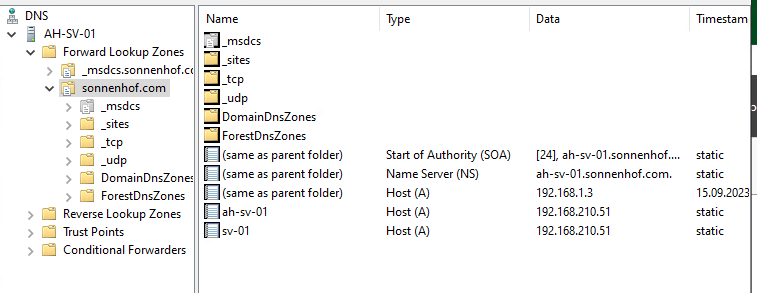 DNS
AH-SV-01
Forward Lookup Zones
_msdcs.sonnenhof.co
sonnenhof.com
_msdcs
_sites
_tcp
_udp
DomainDnsZones
ForestDnsZones
Reverse Lookup Zones
Trust Points
Conditional Forwarders
Name Type Data Timestam
_msdcs
_sites
_tcp
_udp
DomainDnsZones
ForestDnsZones
(same as parent folder) Start of Authority (SOA) [24], ah-sv-01.sonnenhof.... static
(same as parent folder) Name Server (NS) ah-sv-01.sonnenhof.com. static
(same as parent folder) Host (A) 192.168.1.3 15.09.2023
ah-sv-01 Host (A) 192.168.210.51 static
sv-01 Host (A) 192.168.210.51 static